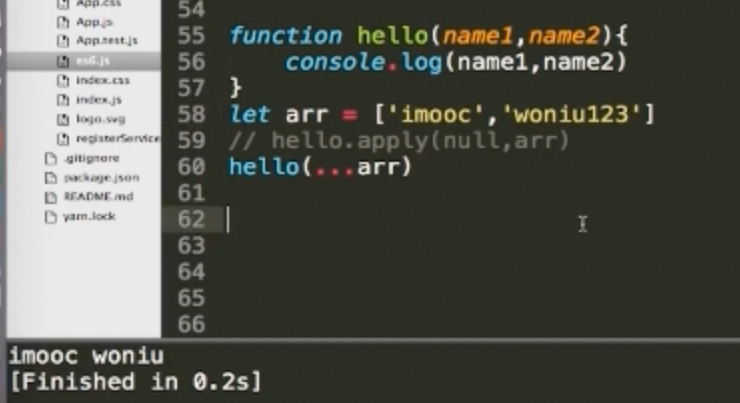 App.css
App.js
App.test.js
es6.js
index.css
index.js
logo.svg
registerService
.gitignore
package.json
README.md
yarn.lock
54
55 function hello(name1,name2){
56 console.log(name1,name2)
57 }
58 let arr = ['imooc','woniu123']
59 // hello.apply(null,arr)
60 hello(...arr)
61
62
63
64
65
66
imooc woniu
[Finished in 0.2s]